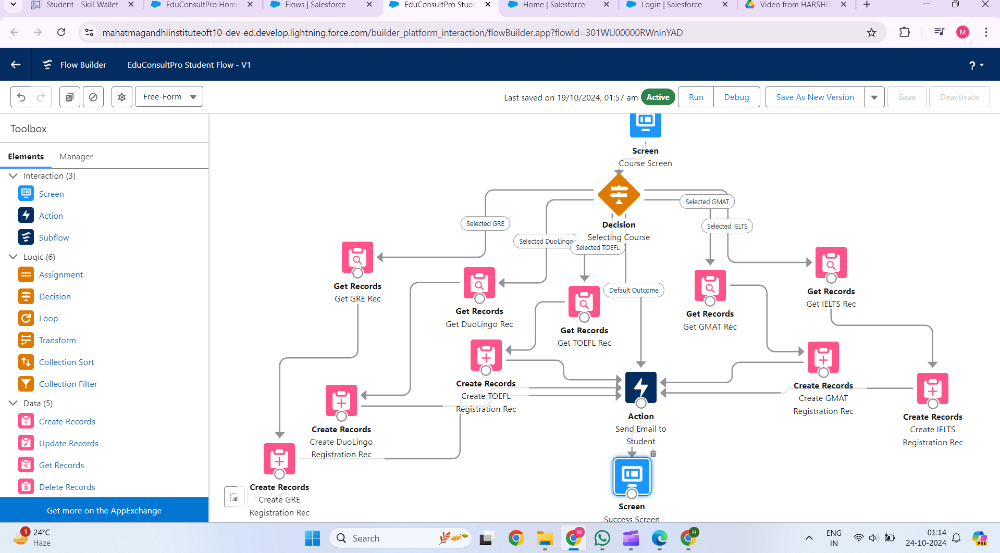 Student - Skill Wallet
EduConsultPro Home
Flows | Salesforce
EduConsultPro Stude
Home | Salesforce
Login | Salesforce
Video from HARSHIT
mahatmagandhiinstituteoft10-dev-ed.develop.lightning.force.com/builder_platform_interaction/flowBuilder.app?flowId=301WU00000RWninYAD
M
Flow Builder
EduConsultPro Student Flow - V1
?
Free-Form
Last saved on 19/10/2024, 01:57 am
Active
Run
Debug
Save As New Version
Save
Deactivate
Toolbox
Elements
Manager
Interaction (3)
Screen
Action
Subflow
Logic (6)
Assignment
Decision
Loop
Transform
Collection Sort
Collection Filter
Data (5)
Create Records
Update Records
Get Records
Delete Records
Get more on the AppExchange
Screen
Course Screen
Decision
Selecting Course
Selected GRE
Selected DuoLingo
Selected TOEFL
Selected GMAT
Selected IELTS
Default Outcome
Get Records
Get GRE Rec
Get Records
Get DuoLingo Rec
Get Records
Get TOEFL Rec
Get Records
Get GMAT Rec
Get Records
Get IELTS Rec
Create Records
Create TOEFL
Registration Rec
Create Records
Create GMAT
Registration Rec
Create Records
Create IELTS
Registration Rec
Create Records
Create DuoLingo
Registration Rec
Create Records
Create GRE
Registration Rec
Action
Send Email to
Student
Screen
Success Screen
1
24°C
Haze
Search
M
H
ENG
IN
01:14
24-10-2024
PRE